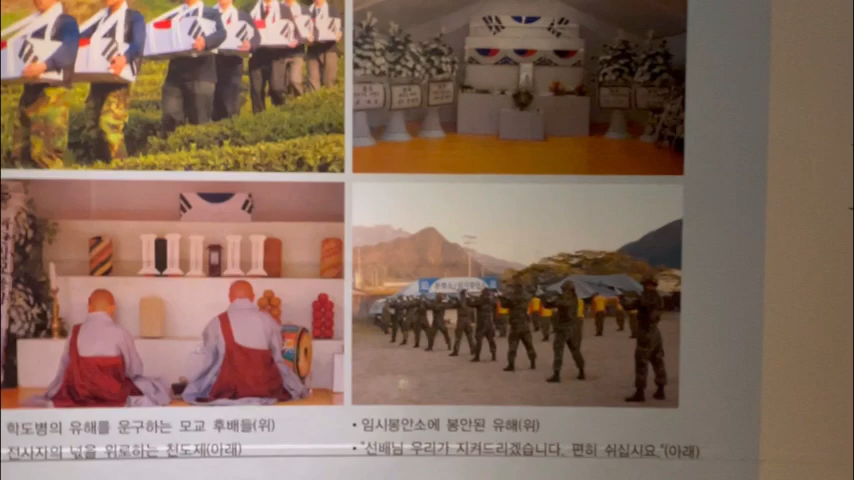 학도병의 유해를 운구하는 모교 후배들(위)
전사자의 넋을 위로하는 천도제(아래)
• 임시봉안소에 봉안된 유해(위)
• "선배님 우리가 지켜드리겠습니다. 편히 쉬십시요."(아래)